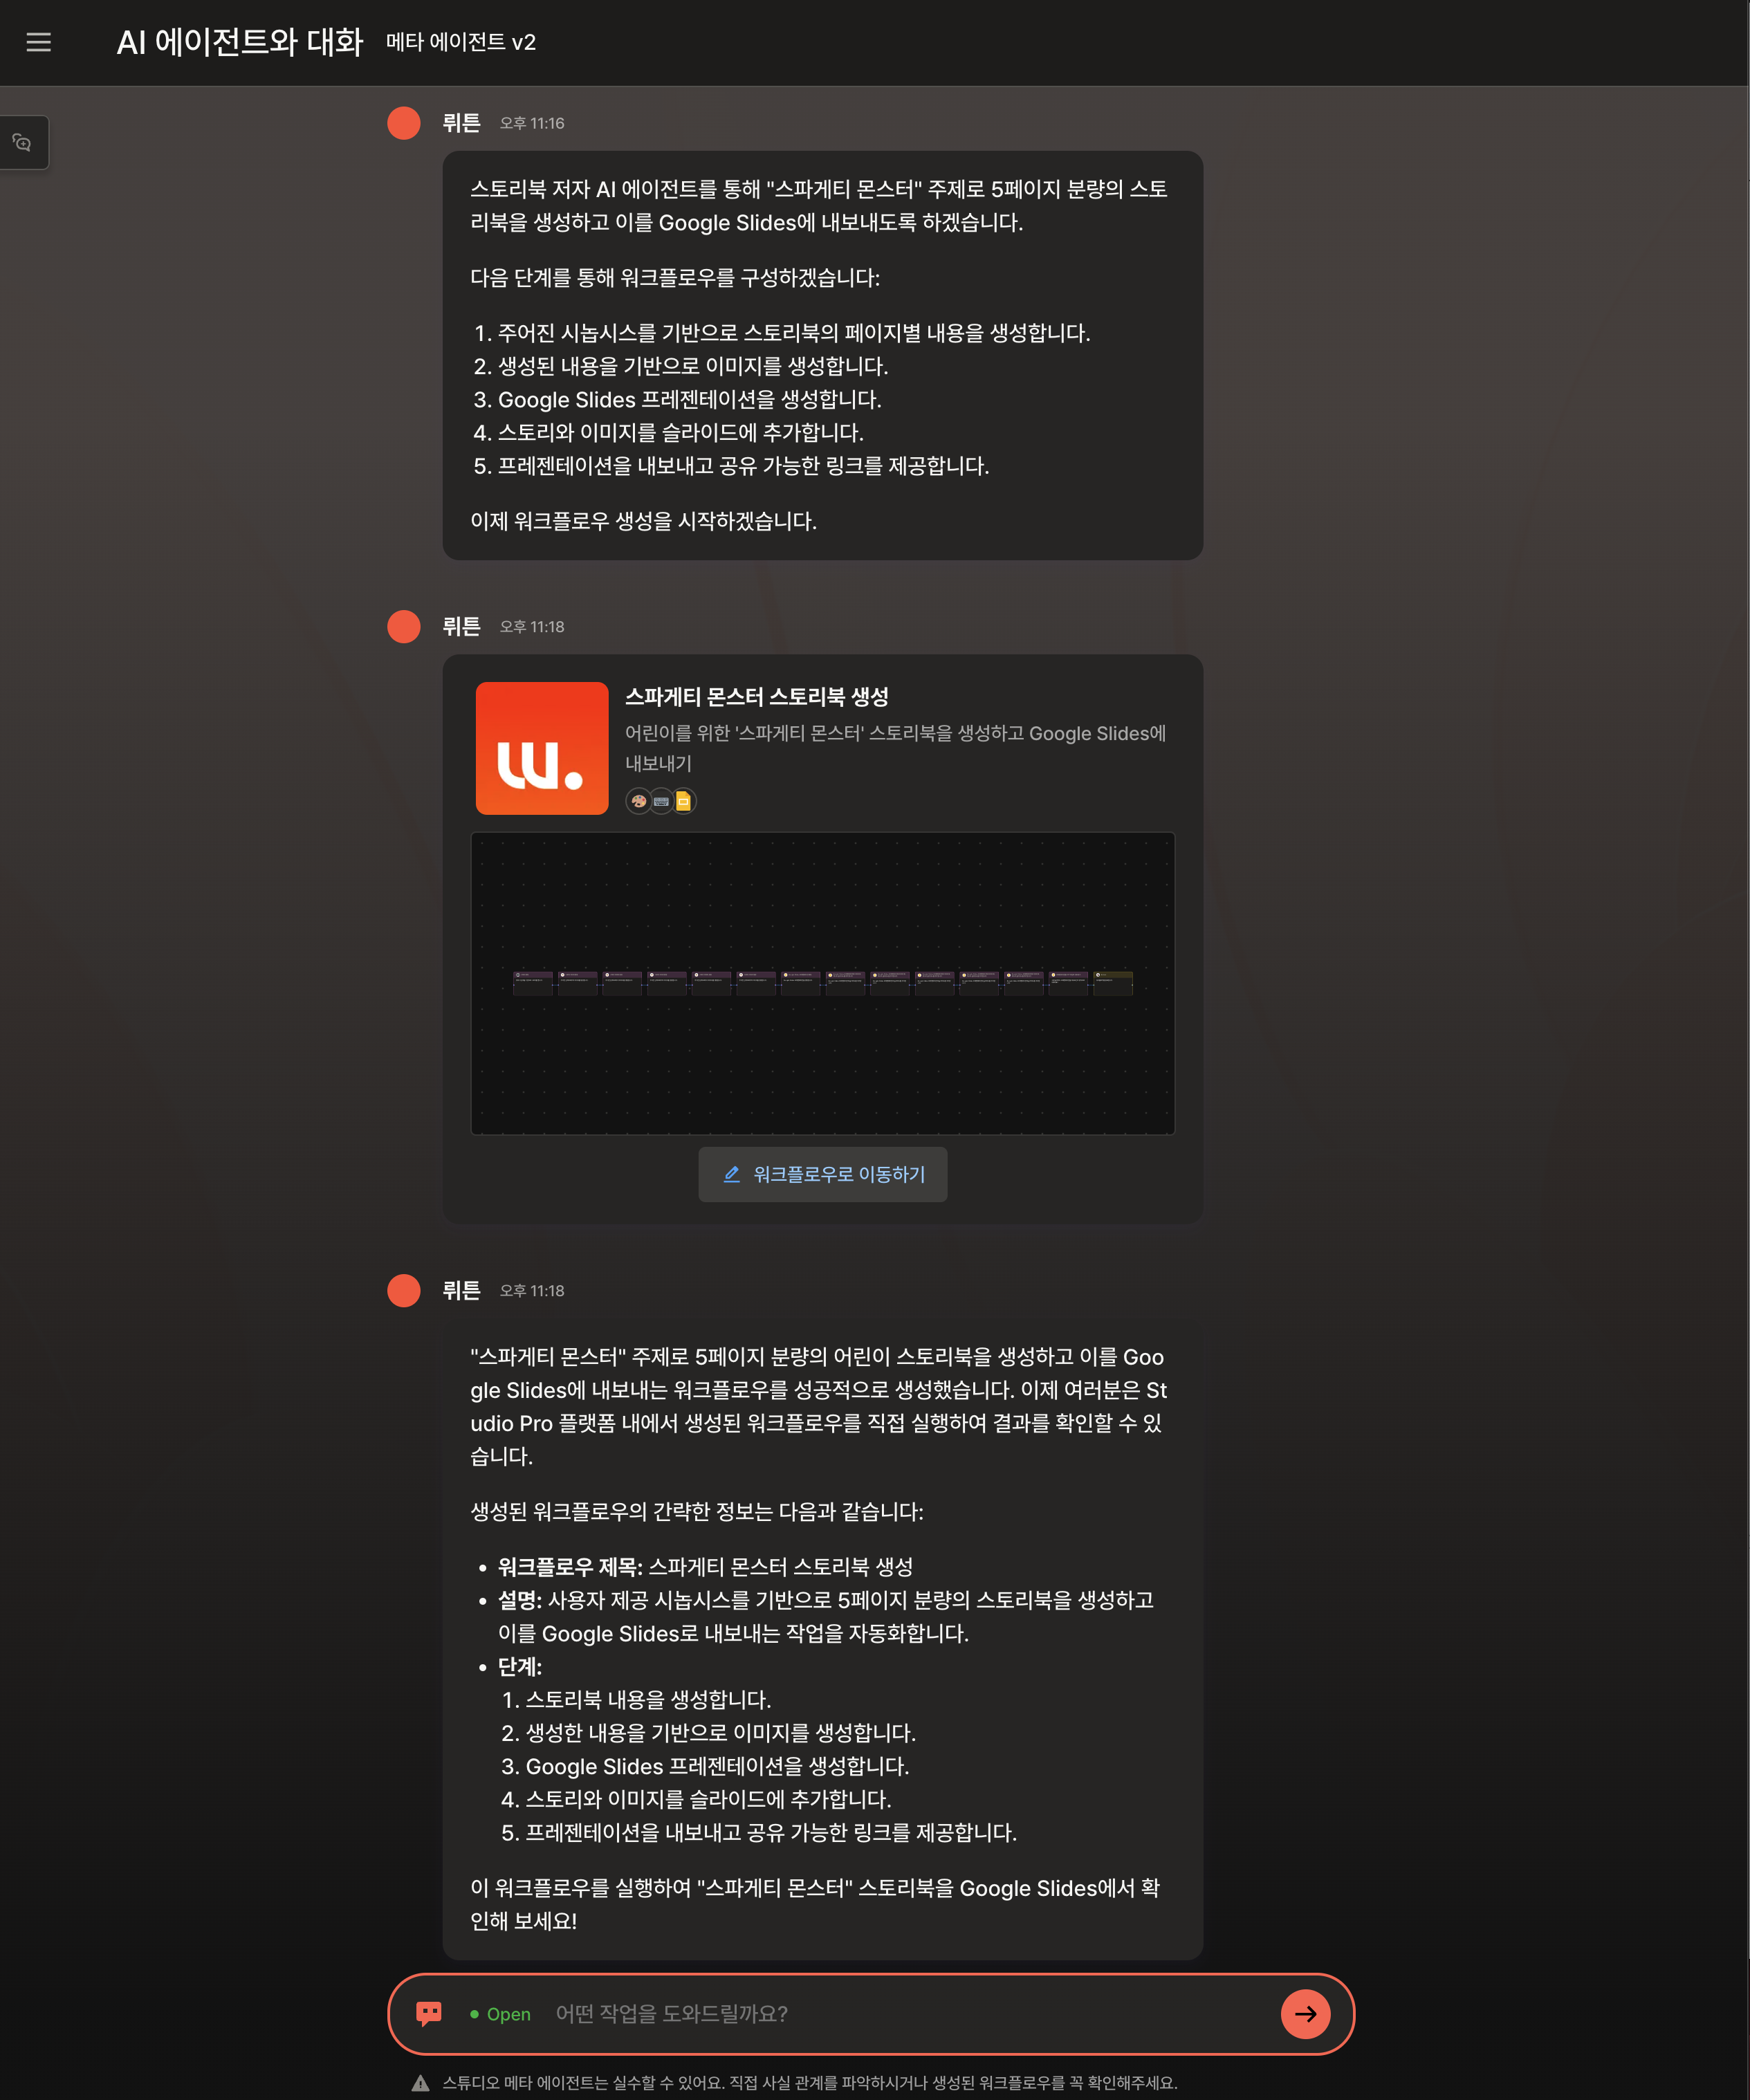 AI 에이전트와 대화 메타 에이전트 v2
뤼튼 오후 11:16
스토리북 저자 AI 에이전트를 통해 "스파게티 몬스터" 주제로 5페이지 분량의 스토
리북을 생성하고 이를 Google Slides에 내보내도록 하겠습니다.
다음 단계를 통해 워크플로우를 구성하겠습니다:
1. 주어진 시놉시스를 기반으로 스토리북의 페이지별 내용을 생성합니다.
2. 생성된 내용을 기반으로 이미지를 생성합니다.
3. Google Slides 프레젠테이션을 생성합니다.
4. 스토리와 이미지를 슬라이드에 추가합니다.
5. 프레젠테이션을 내보내고 공유 가능한 링크를 제공합니다.
이제 워크플로우 생성을 시작하겠습니다.
뤼튼 오후 11:18
w.
스파게티 몬스터 스토리북 생성
어린이를 위한 '스파게티 몬스터' 스토리북을 생성하고 Google Slides에
내보내기
워크플로우로 이동하기
뤼튼 오후 11:18
"스파게티 몬스터" 주제로 5페이지 분량의 어린이 스토리북을 생성하고 이를 Goo
gle Slides에 내보내는 워크플로우를 성공적으로 생성했습니다. 이제 여러분은 St
udio Pro 플랫폼 내에서 생성된 워크플로우를 직접 실행하여 결과를 확인할 수 있
습니다.
생성된 워크플로우의 간략한 정보는 다음과 같습니다:
• 워크플로우 제목: 스파게티 몬스터 스토리북 생성
• 설명: 사용자 제공 시놉시스를 기반으로 5페이지 분량의 스토리북을 생성하고
이를 Google Slides로 내보내는 작업을 자동화합니다.
• 단계:
1. 스토리북 내용을 생성합니다.
2. 생성한 내용을 기반으로 이미지를 생성합니다.
3. Google Slides 프레젠테이션을 생성합니다.
4. 스토리와 이미지를 슬라이드에 추가합니다.
5. 프레젠테이션을 내보내고 공유 가능한 링크를 제공합니다.
이 워크플로우를 실행하여 "스파게티 몬스터" 스토리북을 Google Slides에서 확
인해 보세요!
Open 어떤 작업을 도와드릴까요?
스튜디오 메타 에이전트는 실수할 수 있어요. 직접 사실 관계를 파악하시거나 생성된 워크플로우를 꼭 확인해주세요.